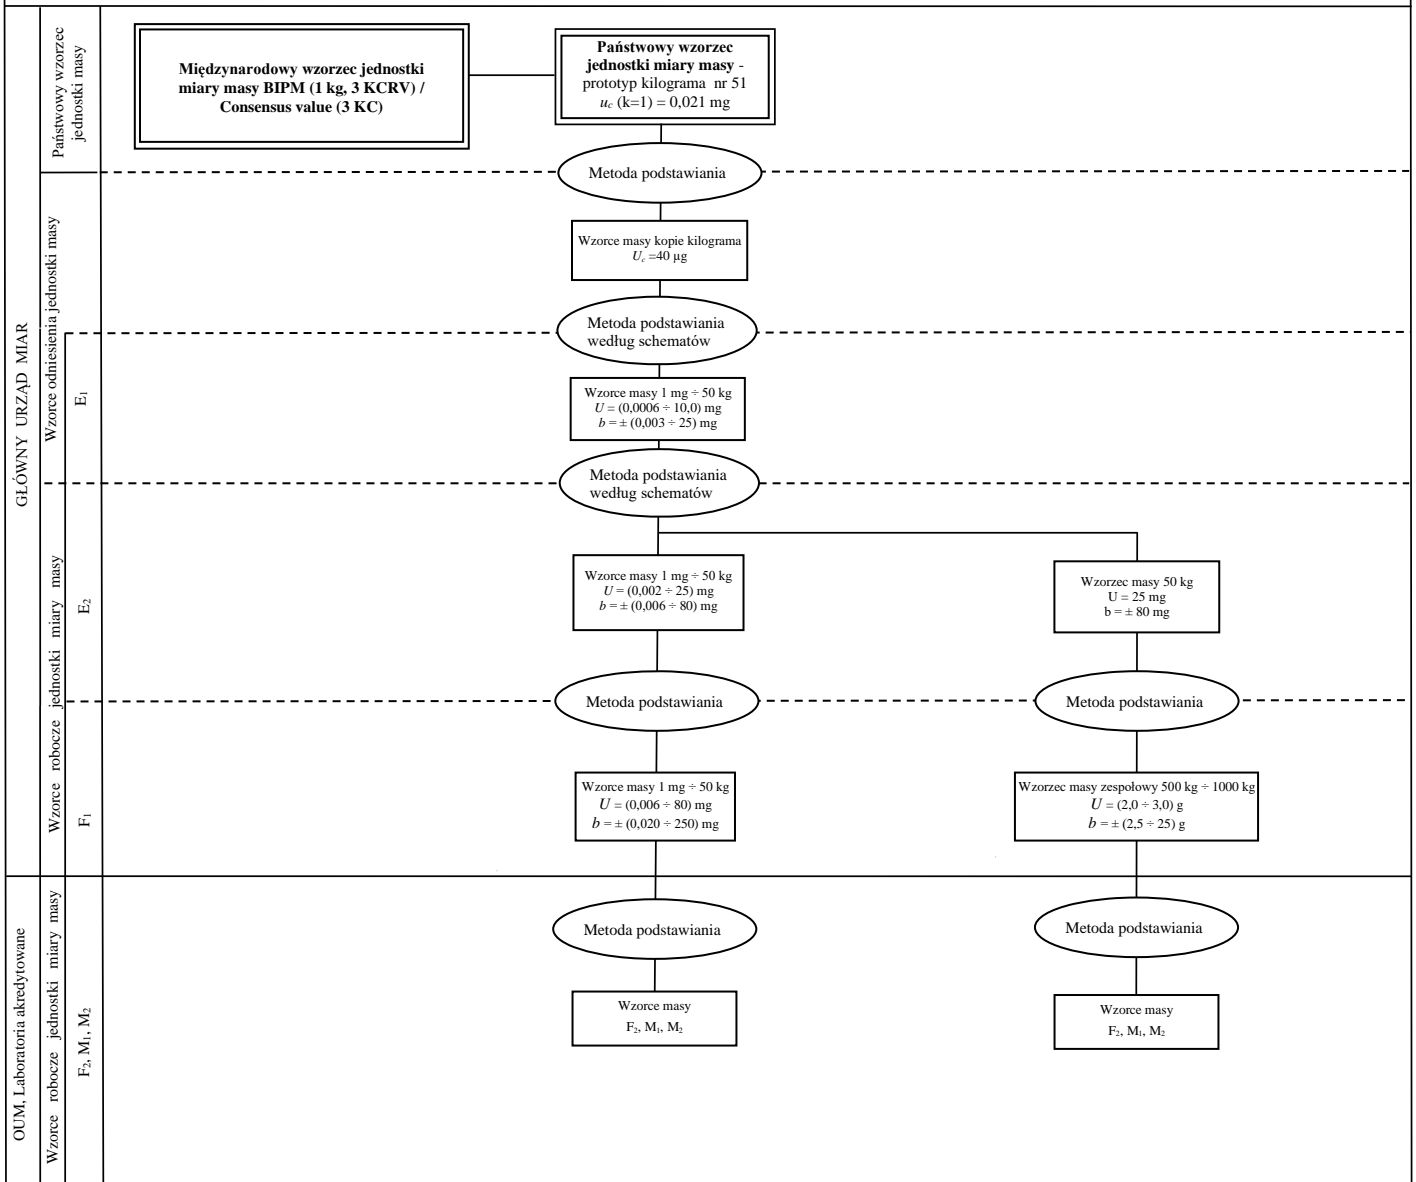 GŁÓWNY URZĄD MIAR
Państwowy wzorzec
jednostki masy
Międzynarodowy wzorzec jednostki
miary masy BIPM (1 kg, 3 KCRV) /
Consensus value (3 KC)
Państwowy wzorzec
jednostki miary masy -
prototyp kilograma nr 51
uc (k=1) = 0,021 mg
Metoda podstawiania
Wzorce odniesienia jednostki masy
Wzorce masy kopie kilograma
Uc =40 µg
Metoda podstawiania
według schematów
E₁
Wzorce masy 1 mg ÷ 50 kg
U = (0,0006 ÷ 10,0) mg
b = ± (0,003 ÷ 25) mg
Metoda podstawiania
według schematów
Wzorce robocze jednostki miary masy
E₂
Wzorce masy 1 mg ÷ 50 kg
U = (0,002 ÷ 25) mg
b = ± (0,006 ÷ 80) mg
Wzorzec masy 50 kg
U = 25 mg
b = ± 80 mg
Metoda podstawiania
Metoda podstawiania
F₁
Wzorce masy 1 mg ÷ 50 kg
U = (0,006 ÷ 80) mg
b = ± (0,020 ÷ 250) mg
Wzorzec masy zespołowy 500 kg ÷ 1000 kg
U = (2,0 ÷ 3,0) g
b = ± (2,5 ÷ 25) g
OUM, Laboratoria akredytowane
Wzorce robocze jednostki miary masy
F₂, M₁, M₂
Metoda podstawiania
Metoda podstawiania
Wzorce masy
F₂, M₁, M₂
Wzorce masy
F₂, M₁, M₂